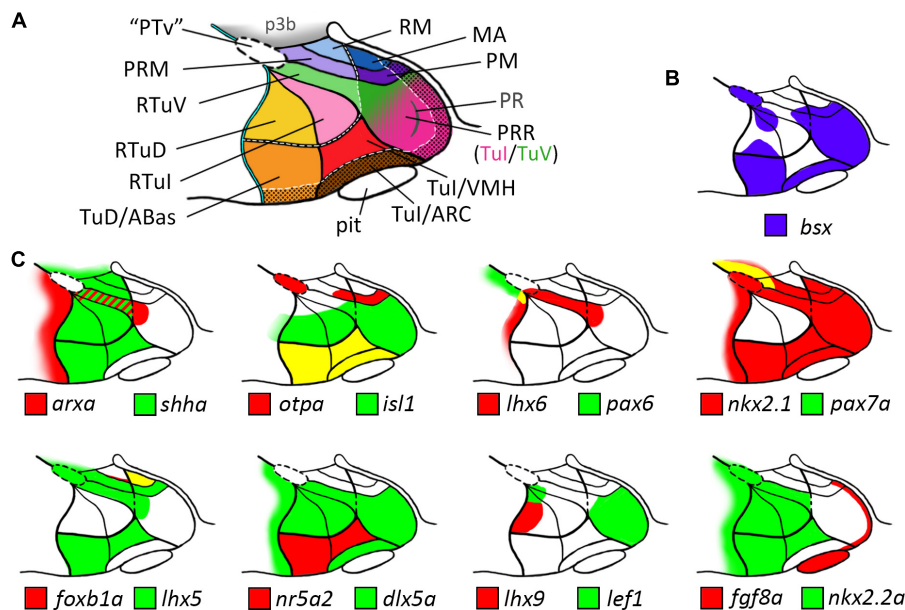 A
"PTv"
p3b
RM
MA
PRM
PM
RTuV
PR
RTuD
PRR
(TuI/TuV)
RTuI
TuI/VMH
TuD/ABas
pit
TuI/ARC
B
bsx
C
arxa shha
otpa isl1
lhx6 pax6
nkx2.1 pax7a
foxb1a lhx5
nr5a2 dlx5a
lhx9 lef1
fgf8a nkx2.2a